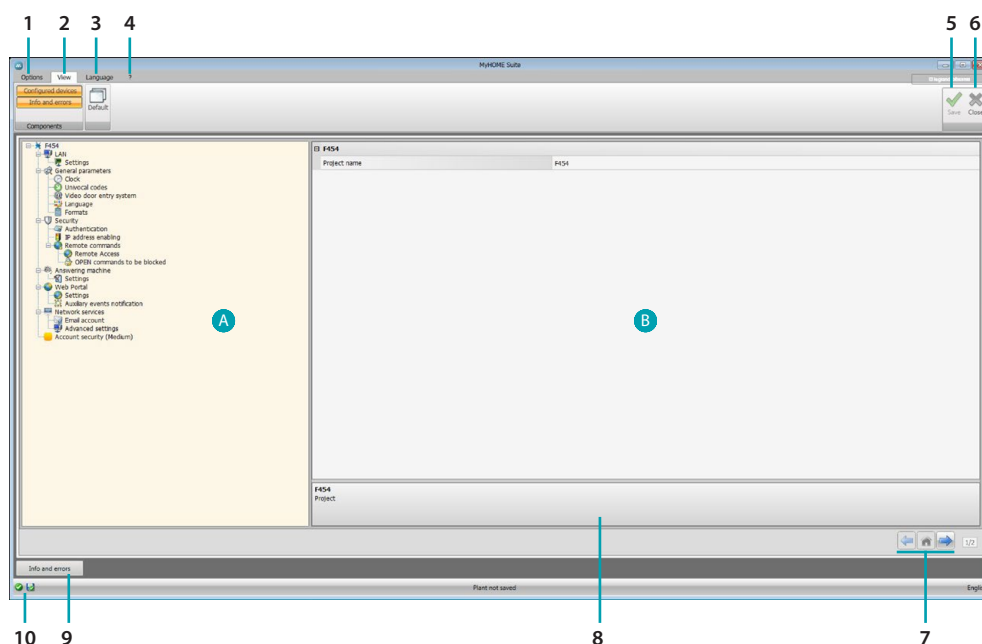 1 2 3 4 5 6
MyHOME Suite
Options View Language ?
Configured devices
Info and errors
Default
Save Close
Components
F454
LAN
Settings
General parameters
Clock
Univocal codes
Video door entry system
Language
Formats
Security
Authentication
IP address enabling
Remote commands
Remote Access
OPEN commands to be blocked
Answering machine
Settings
Web Portal
Settings
Auxiliary events notification
Network services
Email account
Advanced settings
Account security (Medium)
A
F454
Project name F454
B
F454
Project
1/2
Info and errors
Plant not saved
Englis
10 9 8 7